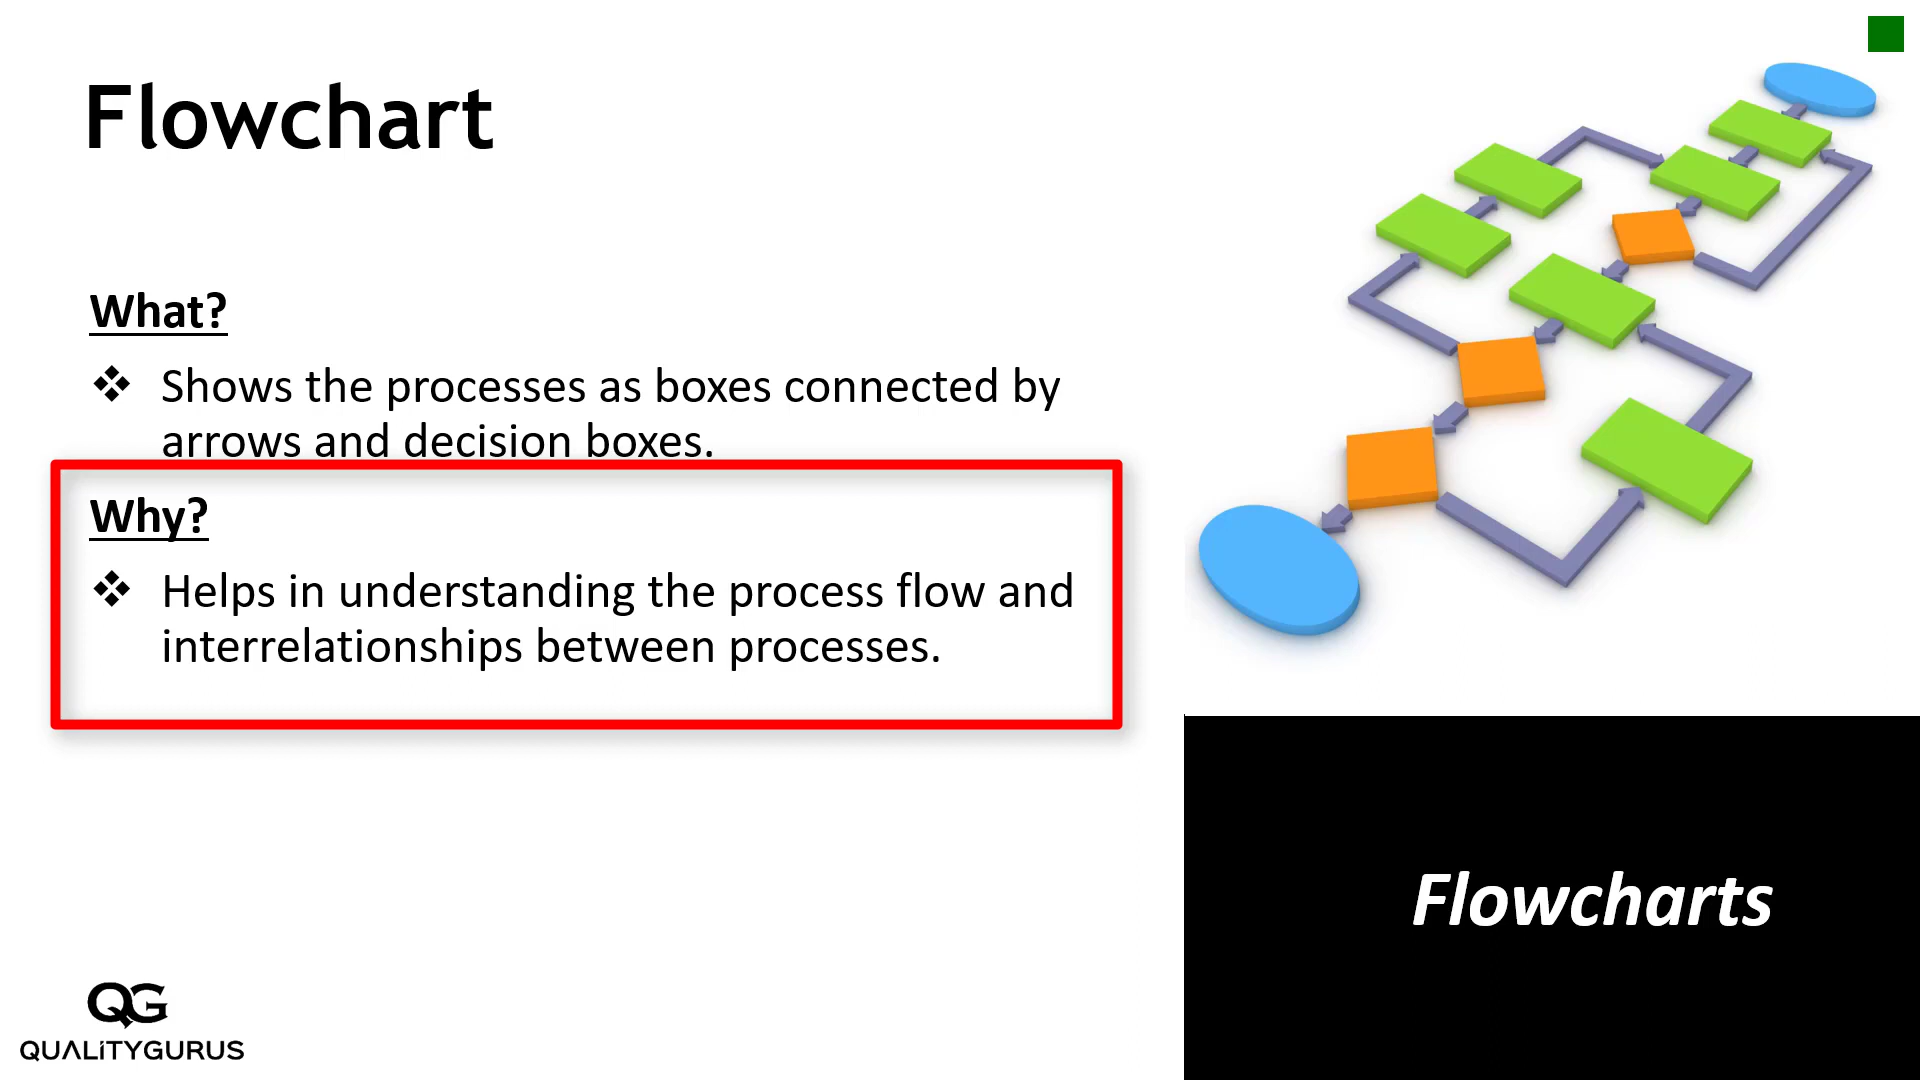 Flowchart
What?
❖ Shows the processes as boxes connected by
arrows and decision boxes.
Why?
❖ Helps in understanding the process flow and
interrelationships between processes.
Flowcharts
QG
QUALITYGURUS